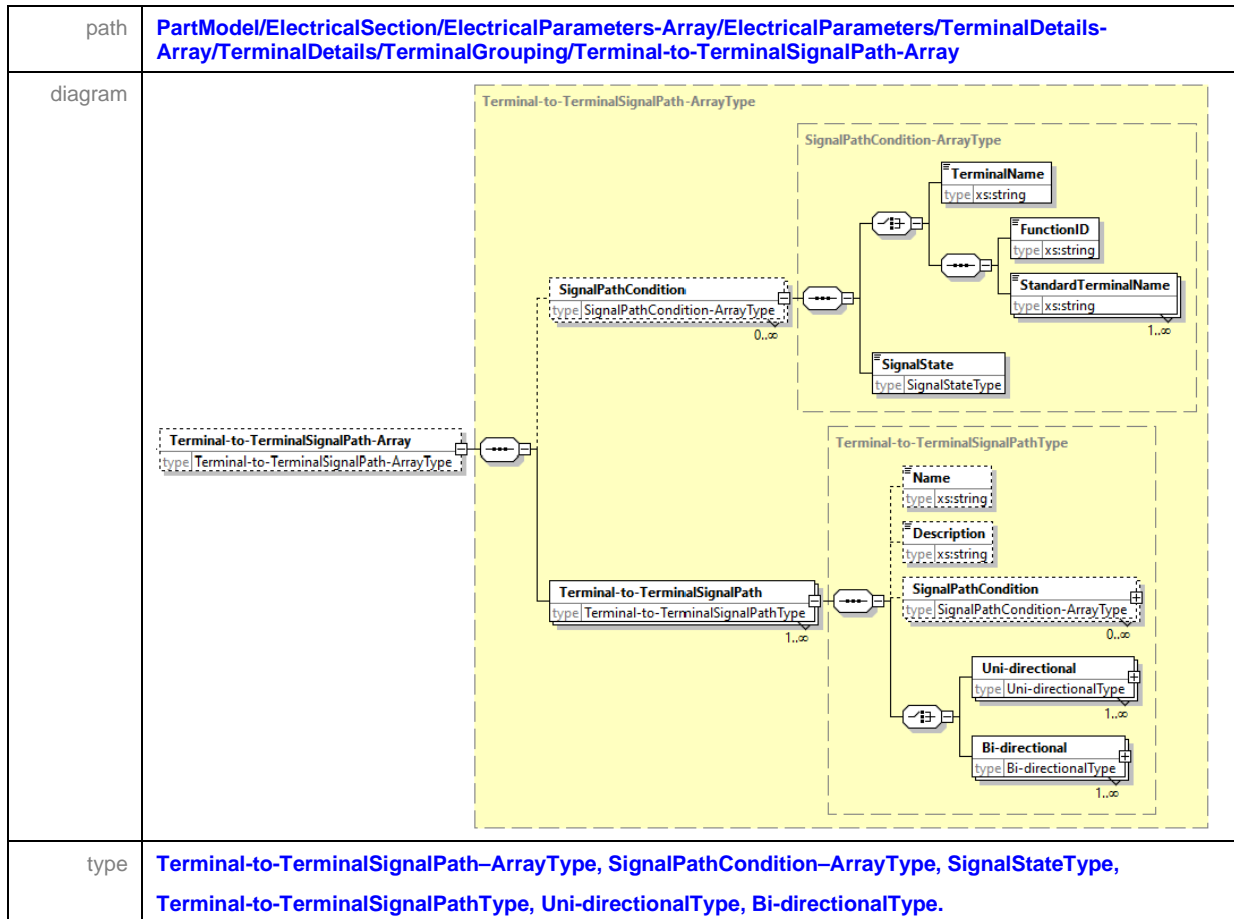 path
PartModel/ElectricalSection/ElectricalParameters-Array/ElectricalParameters/TerminalDetails-
Array/TerminalDetails/TerminalGrouping/Terminal-to-TerminalSignalPath-Array
diagram
Terminal-to-TerminalSignalPath-ArrayType
SignalPathCondition-ArrayType
TerminalName
type xs:string
FunctionID
type xs:string
SignalPathCondition
type SignalPathCondition-ArrayType
0..∞
StandardTerminalName
type xs:string
1..∞
SignalState
type SignalStateType
Terminal-to-TerminalSignalPath-Array
type Terminal-to-TerminalSignalPath-ArrayType
Terminal-to-TerminalSignalPathType
Name
type xs:string
Description
type xs:string
Terminal-to-TerminalSignalPath
type Terminal-to-TerminalSignalPathType
1..∞
SignalPathCondition
type SignalPathCondition-ArrayType
0..∞
Uni-directional
type Uni-directionalType
1..∞
Bi-directional
type Bi-directionalType
1..∞
type
Terminal-to-TerminalSignalPath–ArrayType, SignalPathCondition–ArrayType, SignalStateType,
Terminal-to-TerminalSignalPathType, Uni-directionalType, Bi-directionalType.